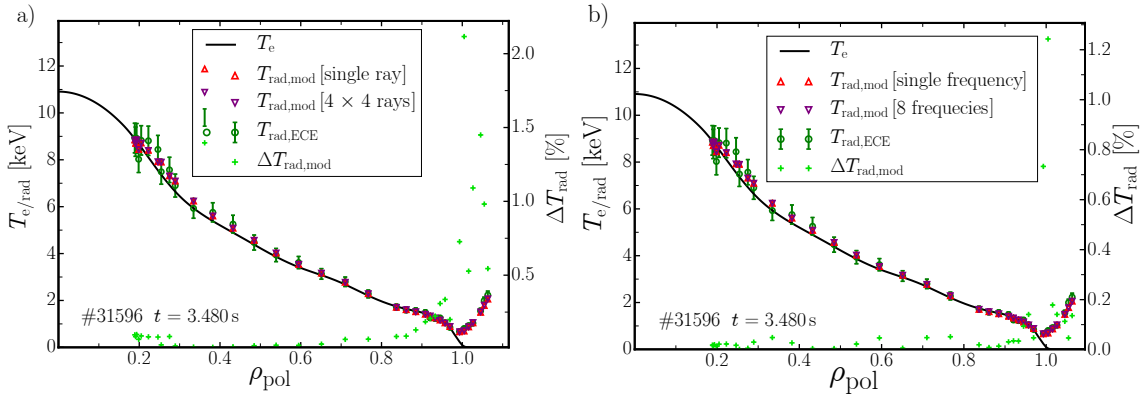 a)
T_e
T_rad,mod [single ray]
T_rad,mod [4 × 4 rays]
T_rad,ECE
ΔT_rad,mod
#31596 t = 3.480 s
T_e/rad [keV]
0
2
4
6
8
10
12
0.2 0.4 0.6 0.8 1.0
ρ_pol
0.5
1.0
1.5
2.0
ΔT_rad [%]
b)
T_e
T_rad,mod [single frequency]
T_rad,mod [8 frequecies]
T_rad,ECE
ΔT_rad,mod
#31596 t = 3.480 s
T_e/rad [keV]
0
2
4
6
8
10
12
0.2 0.4 0.6 0.8 1.0
ρ_pol
0.0
0.2
0.4
0.6
0.8
1.0
1.2
ΔT_rad [%]